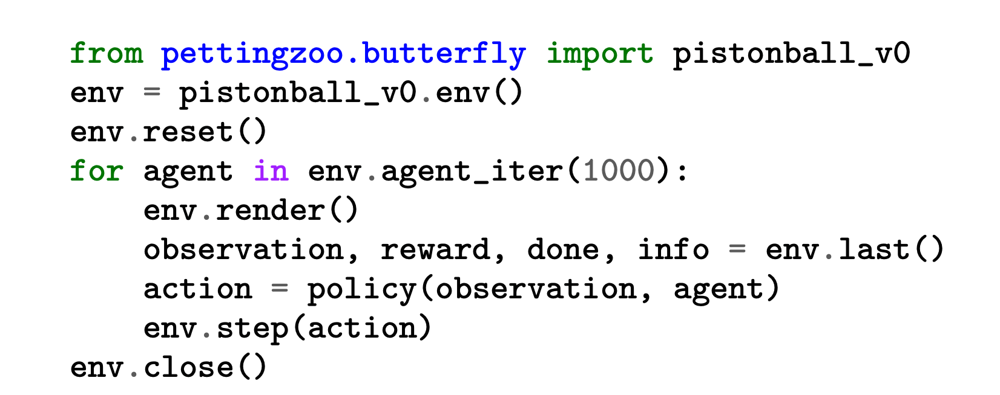 from pettingzoo.butterfly import pistonball_v0
env = pistonball_v0.env()
env.reset()
for agent in env.agent_iter(1000):
    env.render()
    observation, reward, done, info = env.last()
    action = policy(observation, agent)
    env.step(action)
env.close()